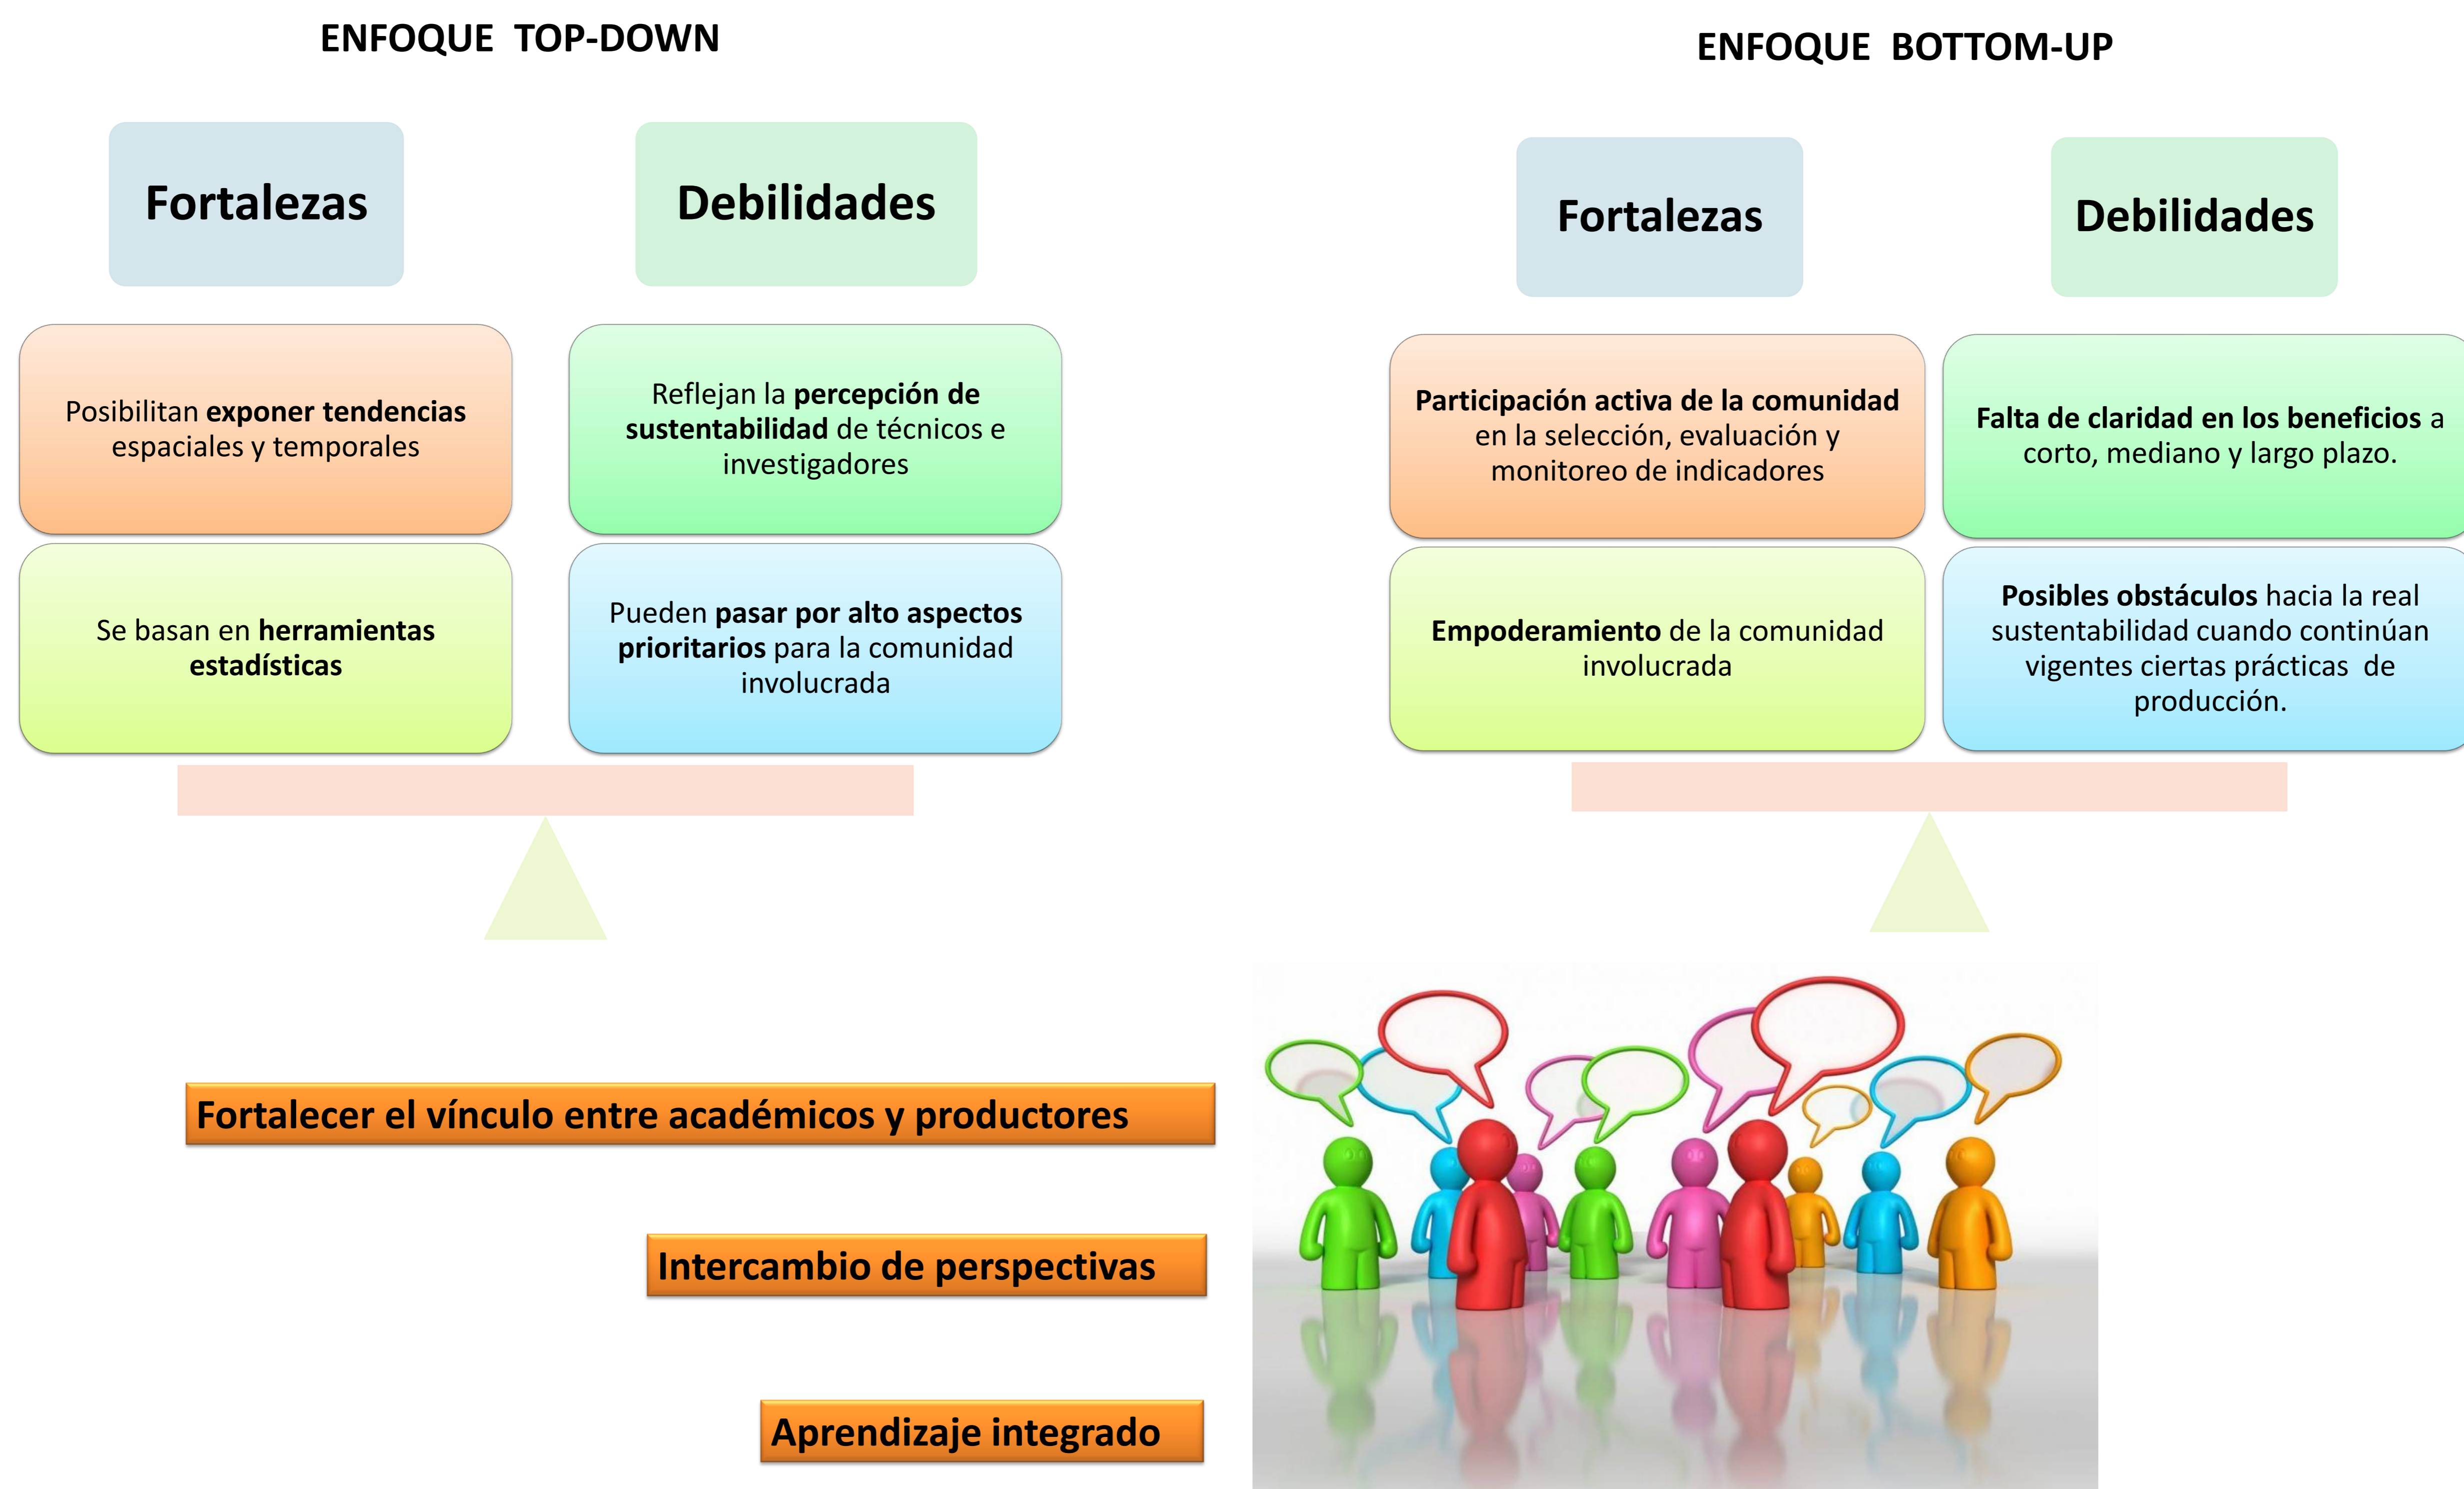 ENFOQUE TOP-DOWN
Fortalezas
Debilidades
Posibilitan exponer tendencias
espaciales y temporales
Reflejan la percepción de
sustentabilidad de técnicos e
investigadores
Se basan en herramientas
estadísticas
Pueden pasar por alto aspectos
prioritarios para la comunidad
involucrada
ENFOQUE BOTTOM-UP
Fortalezas
Debilidades
Participación activa de la comunidad
en la selección, evaluación y
monitoreo de indicadores
Falta de claridad en los beneficios a
corto, mediano y largo plazo.
Empoderamiento de la comunidad
involucrada
Posibles obstáculos hacia la real
sustentabilidad cuando continúan
vigentes ciertas prácticas de
producción.
Fortalecer el vínculo entre académicos y productores
Intercambio de perspectivas
Aprendizaje integrado